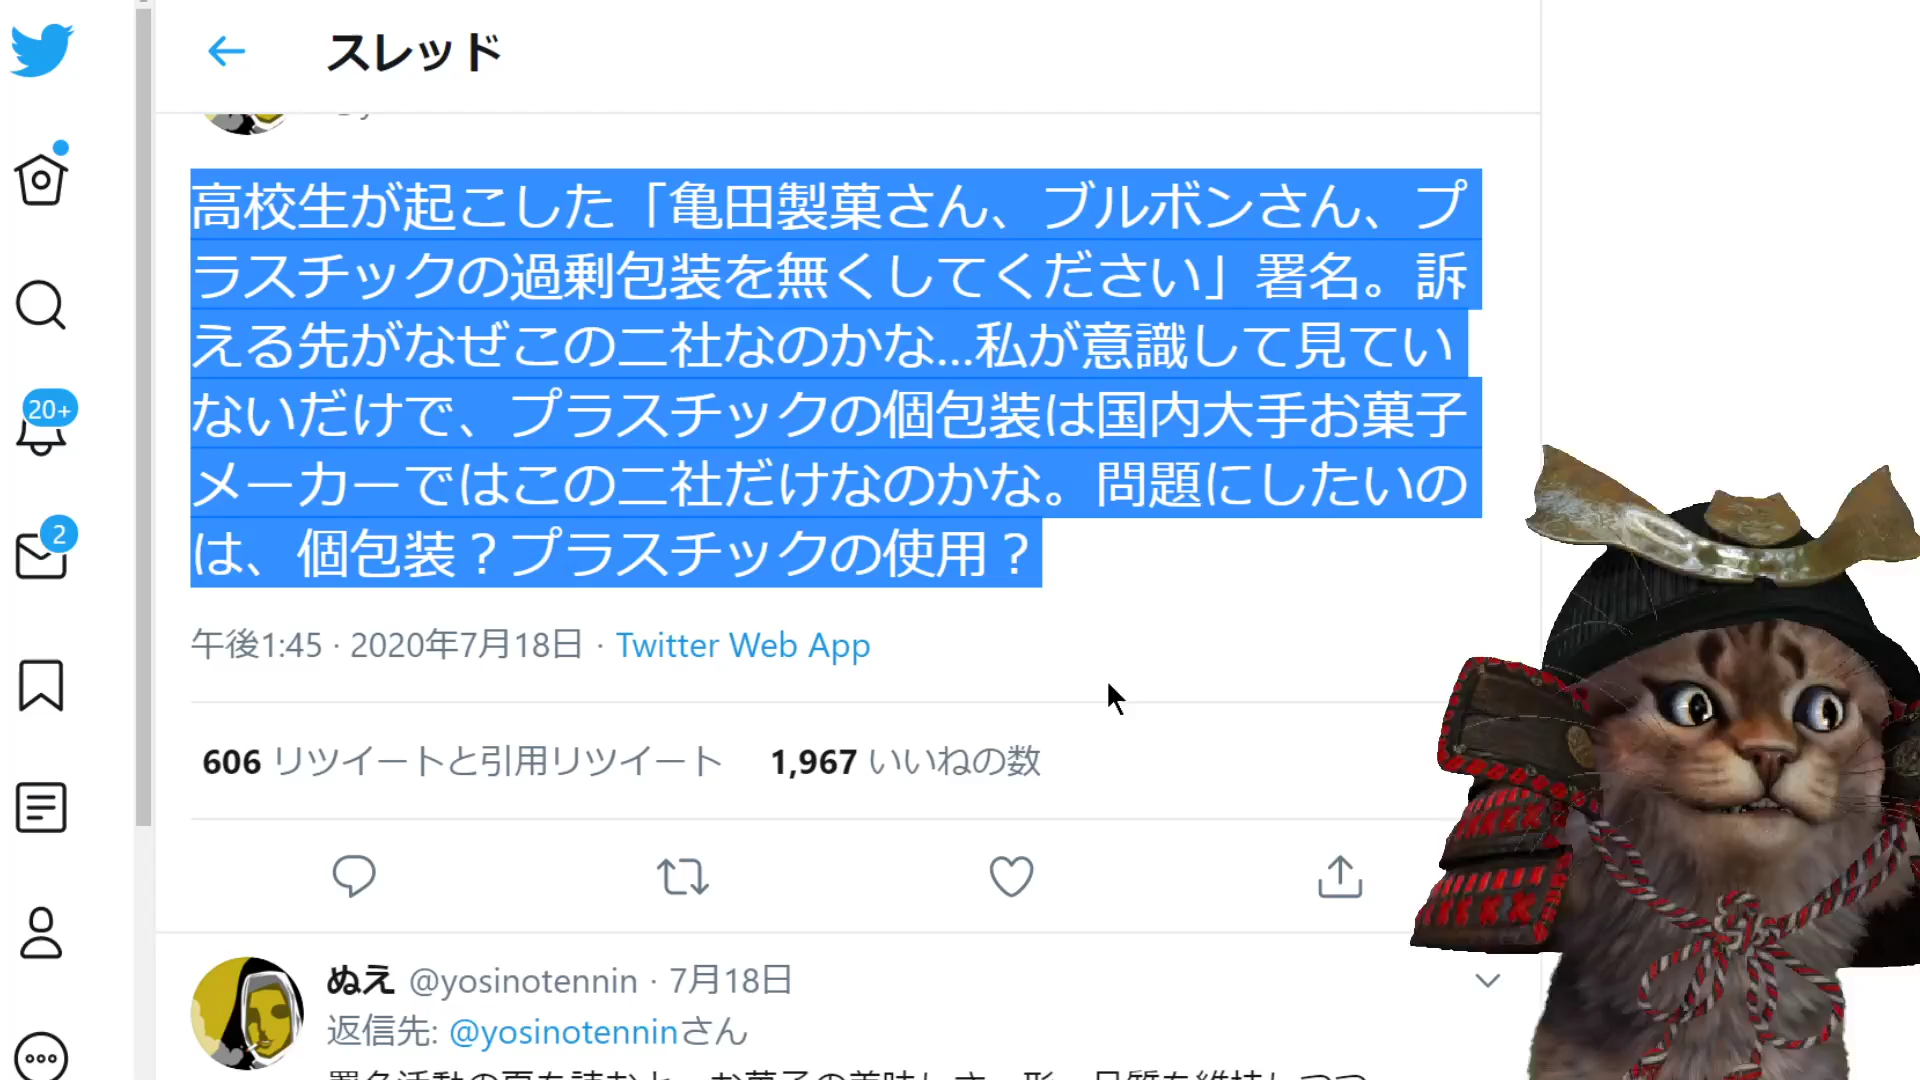 スレッド
高校生が起こした「亀田製菓さん、ブルボンさん、プ
ラスチックの過剰包装を無くしてください」署名。訴
える先がなぜこの二社なのかな...私が意識して見てい
ないだけで、プラスチックの個包装は国内大手お菓子
メーカーではこの二社だけなのかな。問題にしたいの
は、個包装？プラスチックの使用？
20+
2
午後1:45 · 2020年7月18日 · Twitter Web App
606 リツイートと引用リツイート 1,967 いいねの数
ぬえ @yosinotennin · 7月18日
返信先: @yosinotenninさん